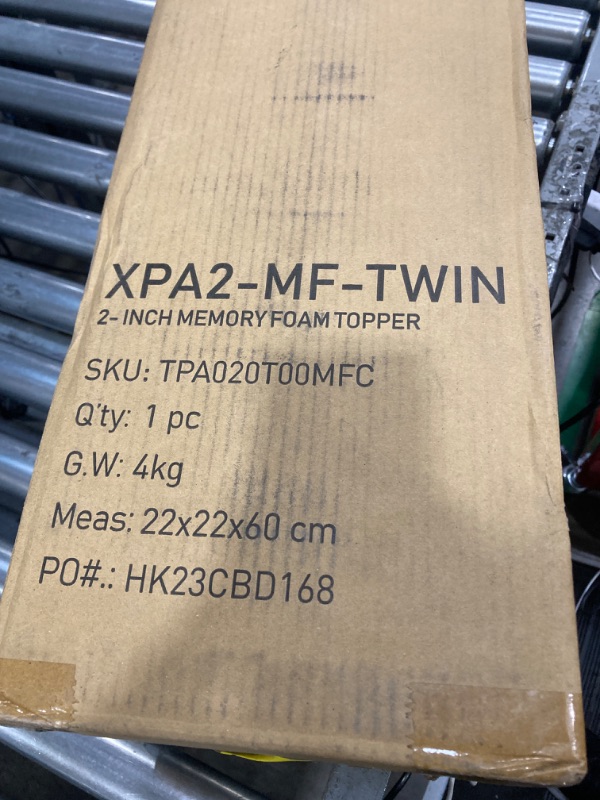 XPA2-MF-TWIN
2- INCH MEMORY FOAM TOPPER
SKU: TPA020T00MFC
Q'ty: 1 pc
G.W: 4kg
Meas: 22x22x60 cm
PO#.: HK23CBD168